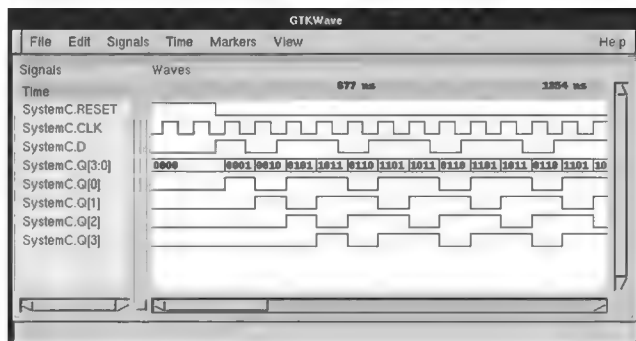 GTKWave
File Edit Signals Time Markers View Help
Signals Waves
Time 677 ns 1254 ns
SystemC.RESET
SystemC.CLK
SystemC.D
SystemC.Q[3:0] 0000 0001 0010 0101 1011 0110 1101 1011 0110 1101 1011 0110 1101 10
SystemC.Q[0]
SystemC.Q[1]
SystemC.Q[2]
SystemC.Q[3]